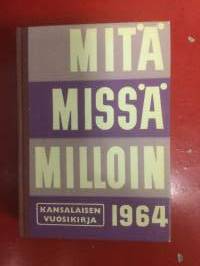 MITÄ
MISSÄ
MILLOIN
KANSALAISEN
VUOSIKIRJA
1964